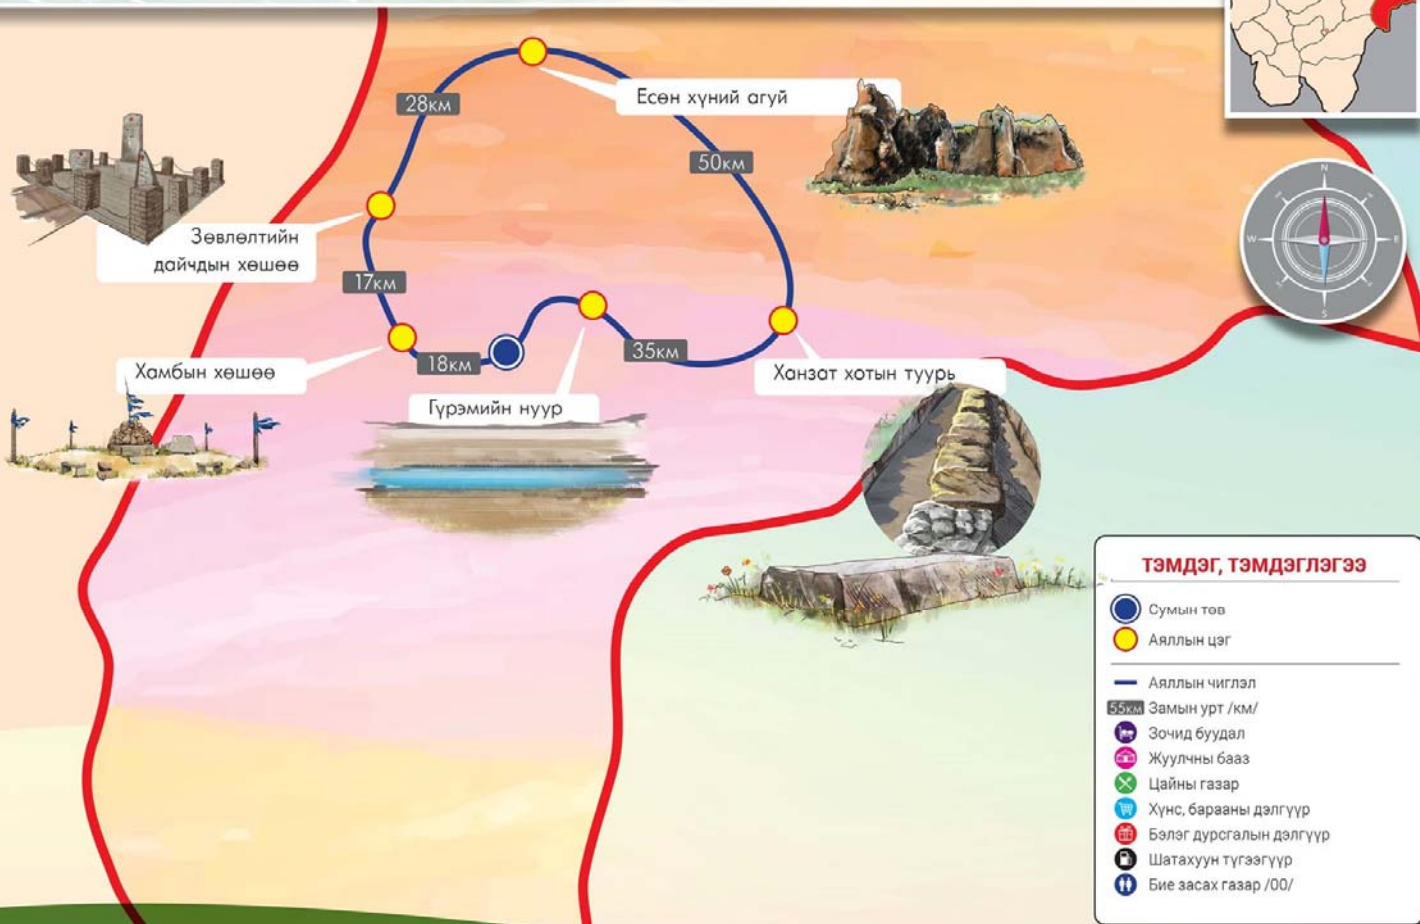 28км
Есөн хүний агуй
50км
Зөвлөлтийн
дайчдын хөшөө
17км
Хамбын хөшөө
18км
35км
Гүрэмийн нуур
Ханзат хотын туурь
N
W
E
S
ТЭМДЭГ, ТЭМДЭГЛЭГЭЭ
Сумын төв
Аяллын цэг
Аяллын чиглэл
55км Замын урт /км/
Зочид буудал
Жуулчны бааз
Цайны газар
Хүнс, барааны дэлгүүр
Бэлэг дурсгалын дэлгүүр
Шатахуун түгээгүүр
Бие засах газар /00/